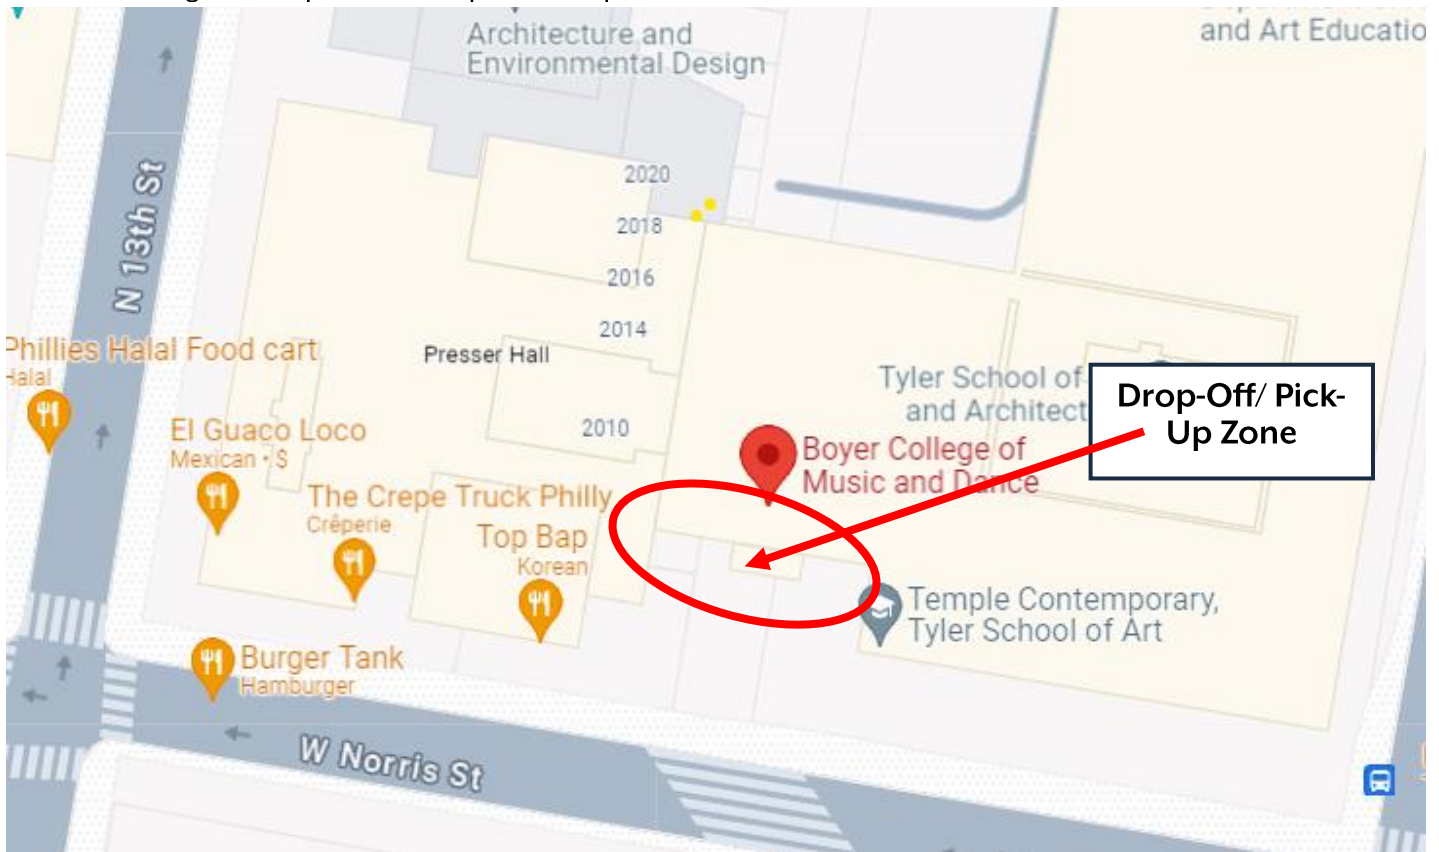 Architecture and
Environmental Design
and Art Educatio
N 13th St
2020
2018
2016
2014
2010
Presser Hall
Phillies Halal Food cart
Halal
El Guaco Loco
Mexican · $
The Crepe Truck Philly
Crêperie
Top Bap
Korean
Burger Tank
Hamburger
Tyler School of
and Architect
Drop-Off/ Pick-
Up Zone
Boyer College of
Music and Dance
Temple Contemporary,
Tyler School of Art
W Norris St